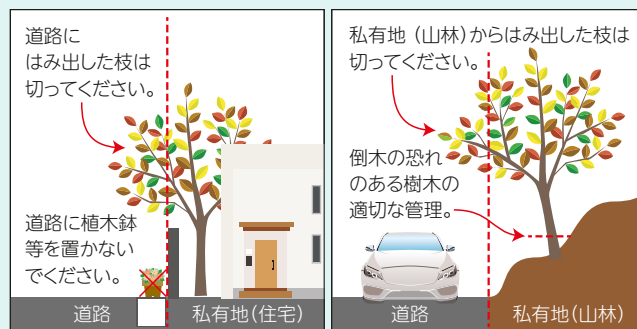 道路に
はみ出した枝は
切ってください。
道路に植木鉢
等を置かない
でください。
道路
私有地(住宅)
私有地(山林)からはみ出した枝は
切ってください。
倒木の恐れ
のある樹木の
適切な管理。
道路
私有地(山林)